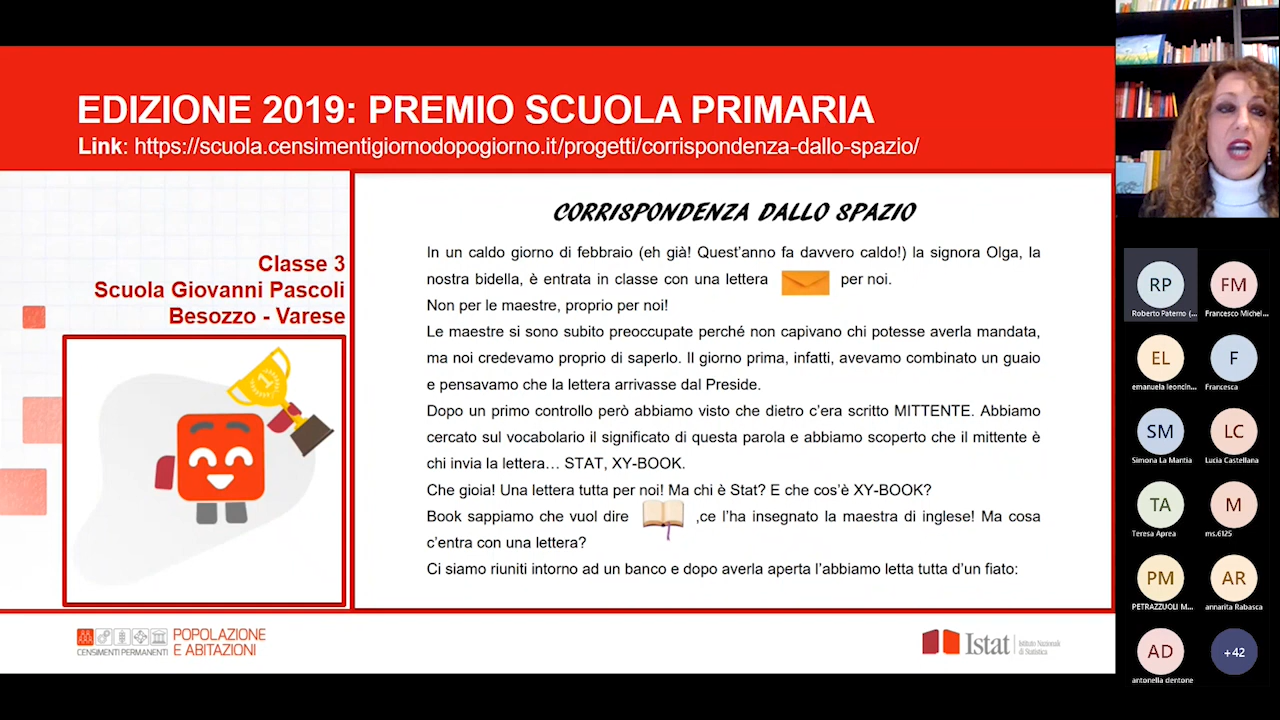 EDIZIONE 2019: PREMIO SCUOLA PRIMARIA
Link: https://scuola.censimentigiornodopogiorno.it/progetti/corrispondenza-dallo-spazio/
Classe 3
Scuola Giovanni Pascoli
Besozzo - Varese
1
CORRISPONDENZA DALLO SPAZIO
In un caldo giorno di febbraio (eh già! Quest'anno fa davvero caldo!) la signora Olga, la
nostra bidella, è entrata in classe con una lettera per noi.
Non per le maestre, proprio per noi!
Le maestre si sono subito preoccupate perché non capivano chi potesse averla mandata,
ma noi credevamo proprio di saperlo. Il giorno prima, infatti, avevamo combinato un guaio
e pensavamo che la lettera arrivasse dal Preside.
Dopo un primo controllo però abbiamo visto che dietro c'era scritto MITTENTE. Abbiamo
cercato sul vocabolario il significato di questa parola e abbiamo scoperto che il mittente è
chi invia la lettera… STAT, XY-BOOK.
Che gioia! Una lettera tutta per noi! Ma chi è Stat? E che cos'è XY-BOOK?
Book sappiamo che vuol dire ,ce l'ha insegnato la maestra di inglese! Ma cosa
c'entra con una lettera?
Ci siamo riuniti intorno ad un banco e dopo averla aperta l'abbiamo letta tutta d'un fiato:
CENSIMENTI PERMANENTI
POPOLAZIONE
E ABITAZIONI
Istat
Istituto Nazionale
di Statistica
RP
Roberto Paterno (...
FM
Francesco Michel...
EL
emanuela leoncin...
F
Francesca
SM
Simona La Mantia
LC
Lucia Castellana
TA
Teresa Aprea
M
ms.6125
PM
PETRAZZUOLI M...
AR
annarita Rabasca
AD
antonella dentone
+42